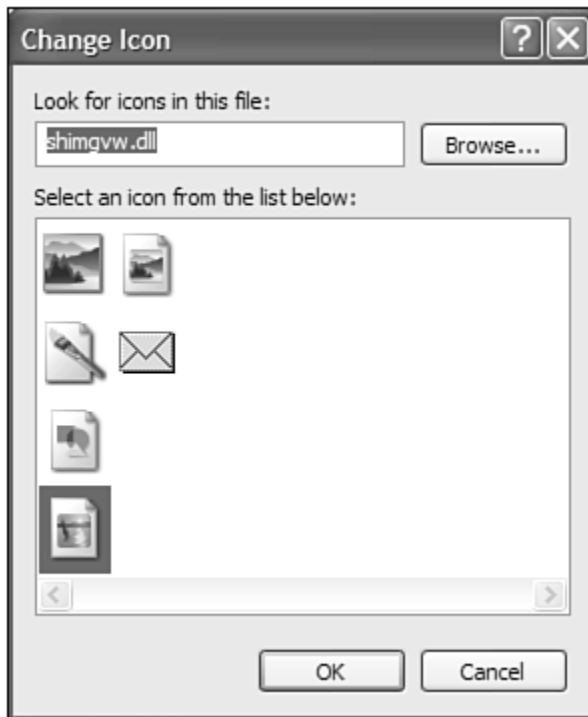 Change Icon
?
Look for icons in this file:
shimgvw.dll
Browse...
Select an icon from the list below:
OK
Cancel